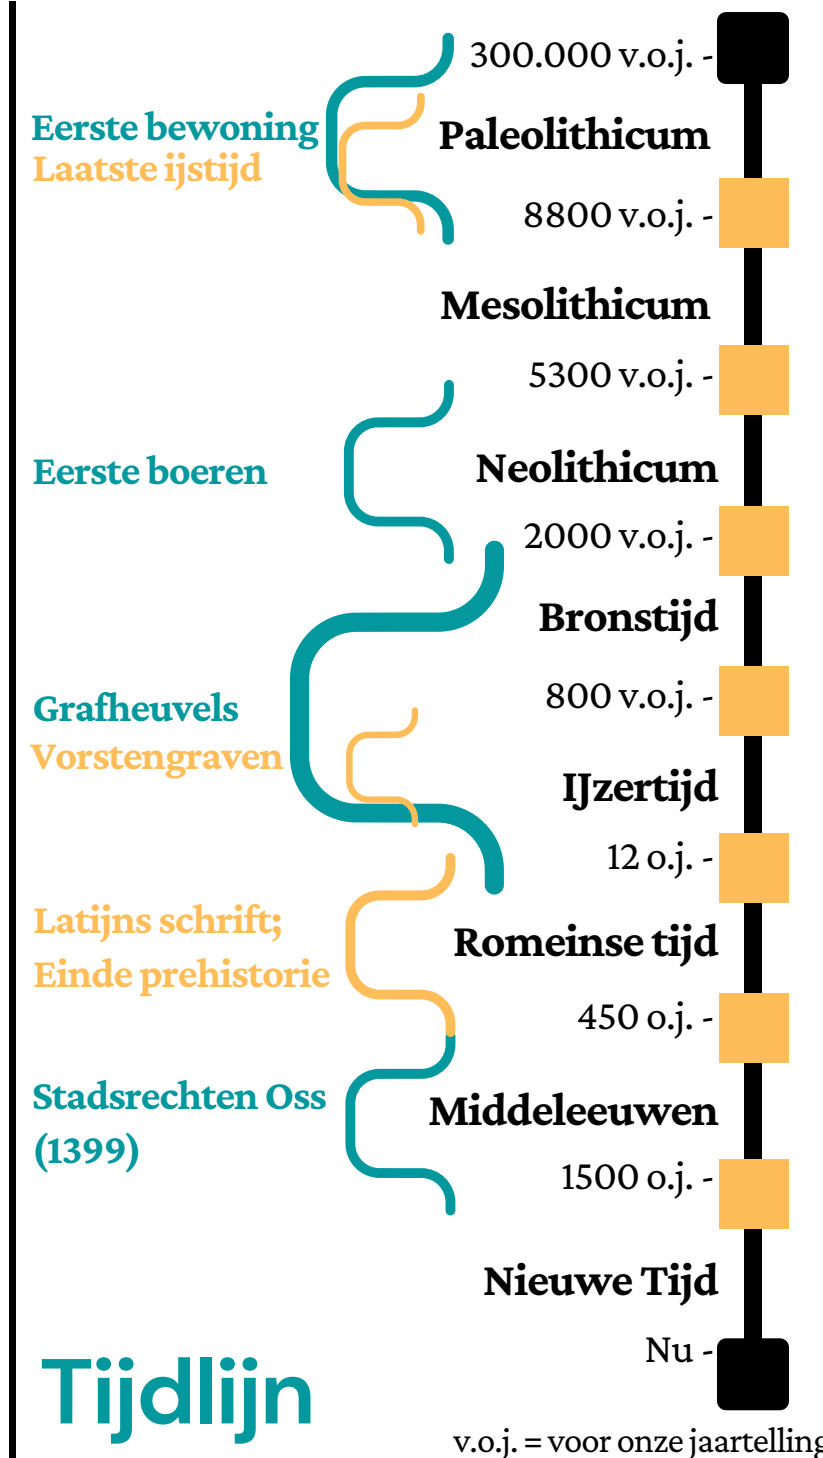 300.000 v.o.j. -
Eerste bewoning
Laatste ijstijd
Paleolithicum
8800 v.o.j. -
Mesolithicum
5300 v.o.j. -
Eerste boeren
Neolithicum
2000 v.o.j. -
Bronstijd
800 v.o.j. -
Grafheuvels
Vorstengraven
IJzertijd
12 o.j. -
Latijns schrift;
Einde prehistorie
Romeinse tijd
450 o.j. -
Stadsrechten Oss
(1399)
Middeleeuwen
1500 o.j. -
Nieuwe Tijd
Nu -
Tijdlijn
v.o.j. = voor onze jaartelling